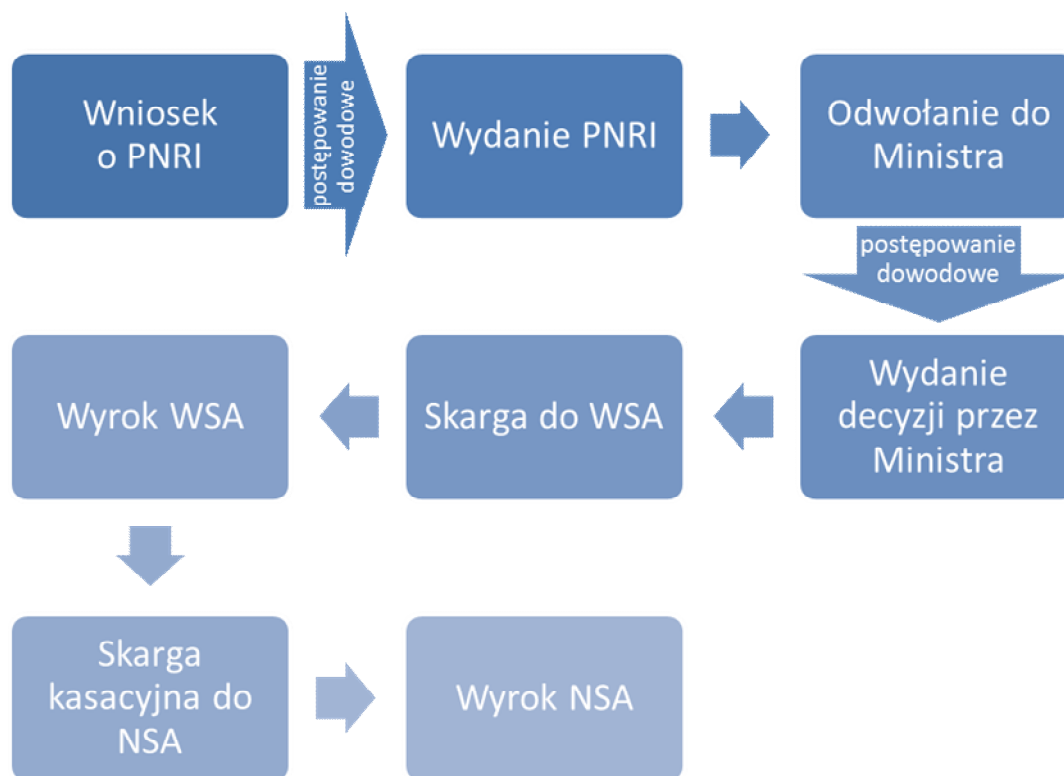 Wniosek
o PNRI
postępowanie
dowodowe
Wydanie PNRI
Odwołanie do
Ministra
postępowanie
dowodowe
Wydanie
decyzji przez
Ministra
Skarga do WSA
Wyrok WSA
Skarga
kasacyjna do
NSA
Wyrok NSA